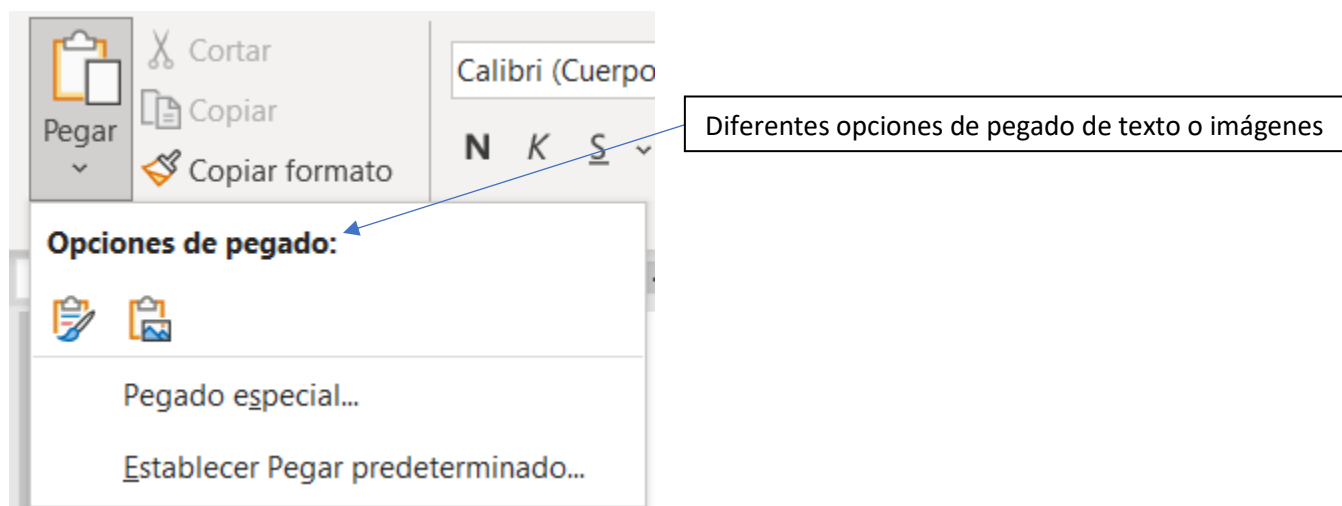 Cortar
Copiar
Pegar
Copiar formato
Calibri (Cuerpo
N K S
Diferentes opciones de pegado de texto o imágenes
Opciones de pegado:
Pegado especial...
Establecer Pegar predeterminado...